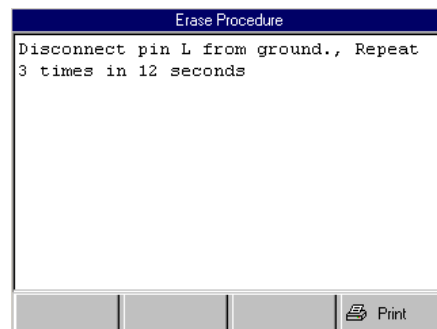 Erase Procedure
Disconnect pin L from ground., Repeat
3 times in 12 seconds
Print